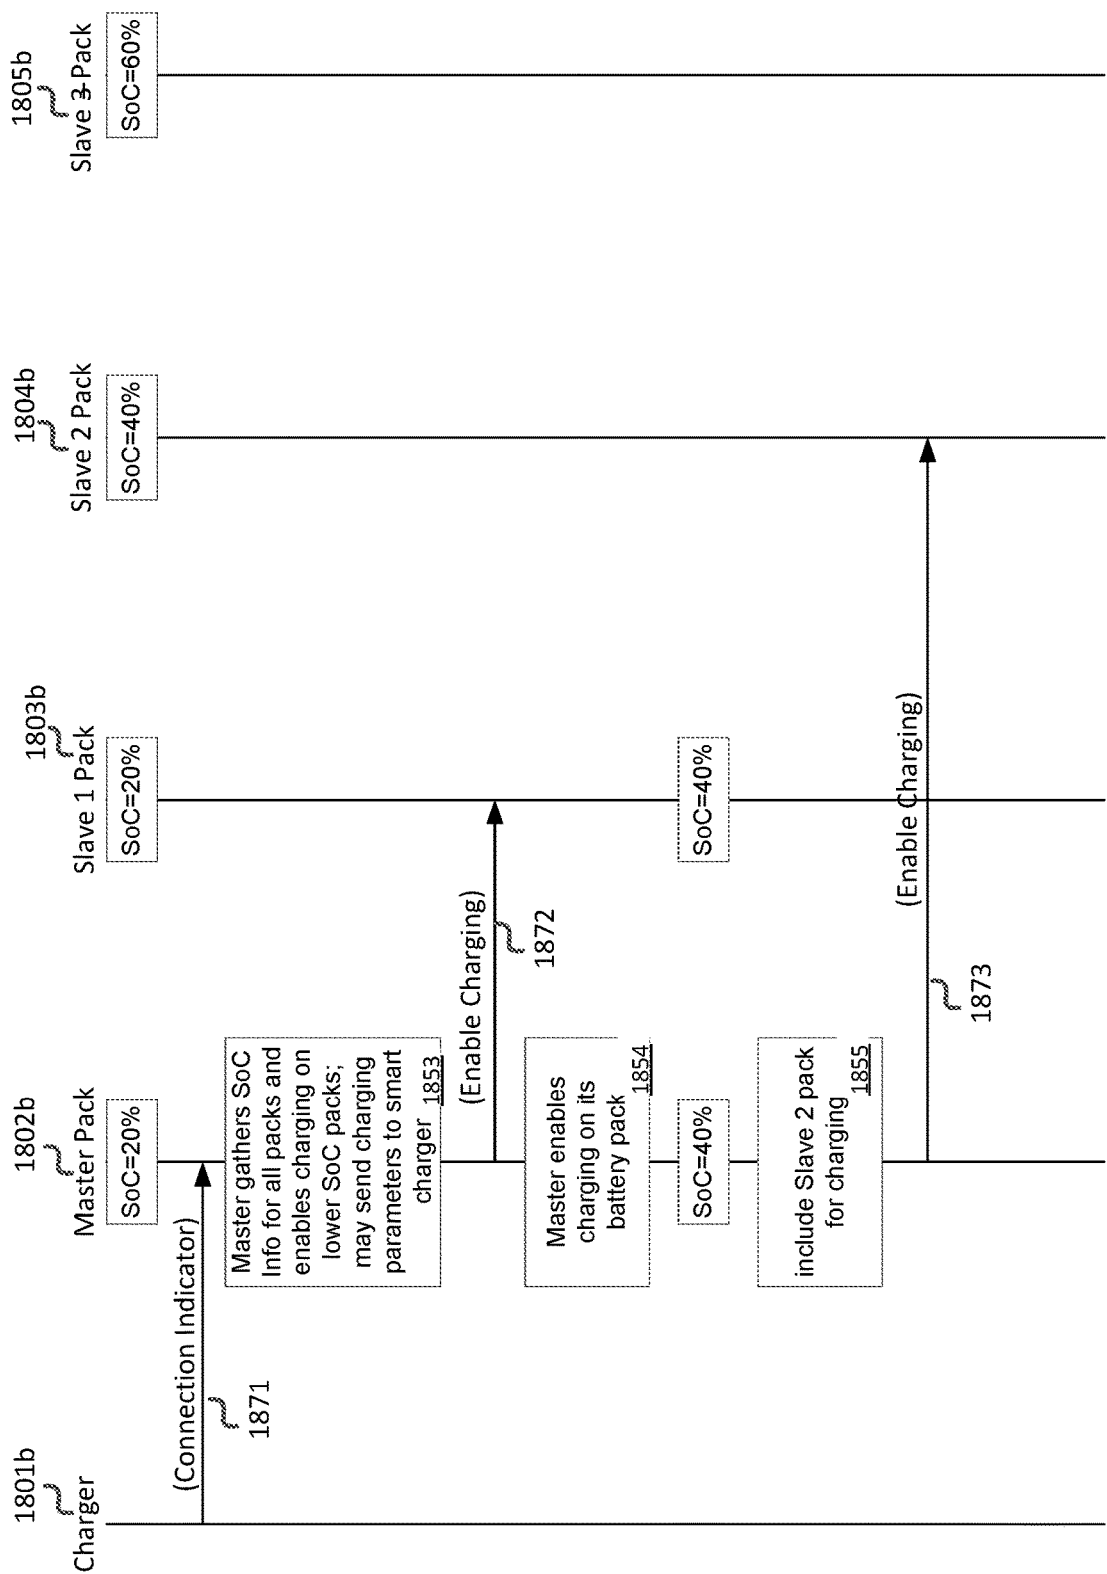 1801b
Charger
1802b
Master Pack
1803b
Slave 1 Pack
1804b
Slave 2 Pack
1805b
Slave 3 Pack
SoC=20%
SoC=20%
SoC=40%
SoC=60%
(Connection Indicator)
1871
Master gathers SoC
Info for all packs and
enables charging on
lower SoC packs;
may send charging
parameters to smart
charger 1853
(Enable Charging)
1872
Master enables
charging on its
battery pack
1854
SoC=40%
SoC=40%
include Slave 2 pack
for charging
1855
(Enable Charging)
1873